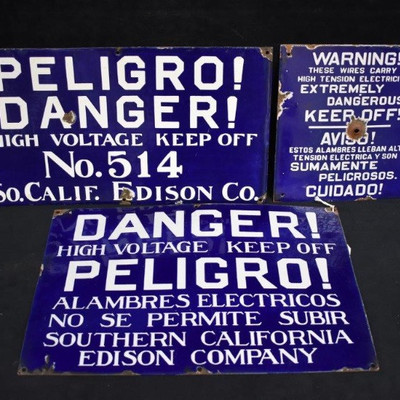 PELIGRO!
DANGER!
HIGH VOLTAGE KEEP OFF
No. 514
So. Calif. Edison Co.
WARNING!
THESE WIRES CARRY
HIGH TENSION ELECTRICITY
EXTREMELY
DANGEROUS
KEEP OFF!
AVISO!
ESTOS ALAMBRES LLEBAN ALTA
TENSION ELECTRICA Y SON
SUMAMENTE
PELICROSOS.
CUIDADO!
DANGER!
HIGH VOLTAGE KEEP OFF
PELIGRO!
ALAMBRES ELECTRICOS
NO SE PERMITE SUBIR
SOUTHERN CALIFORNIA
EDISON COMPANY